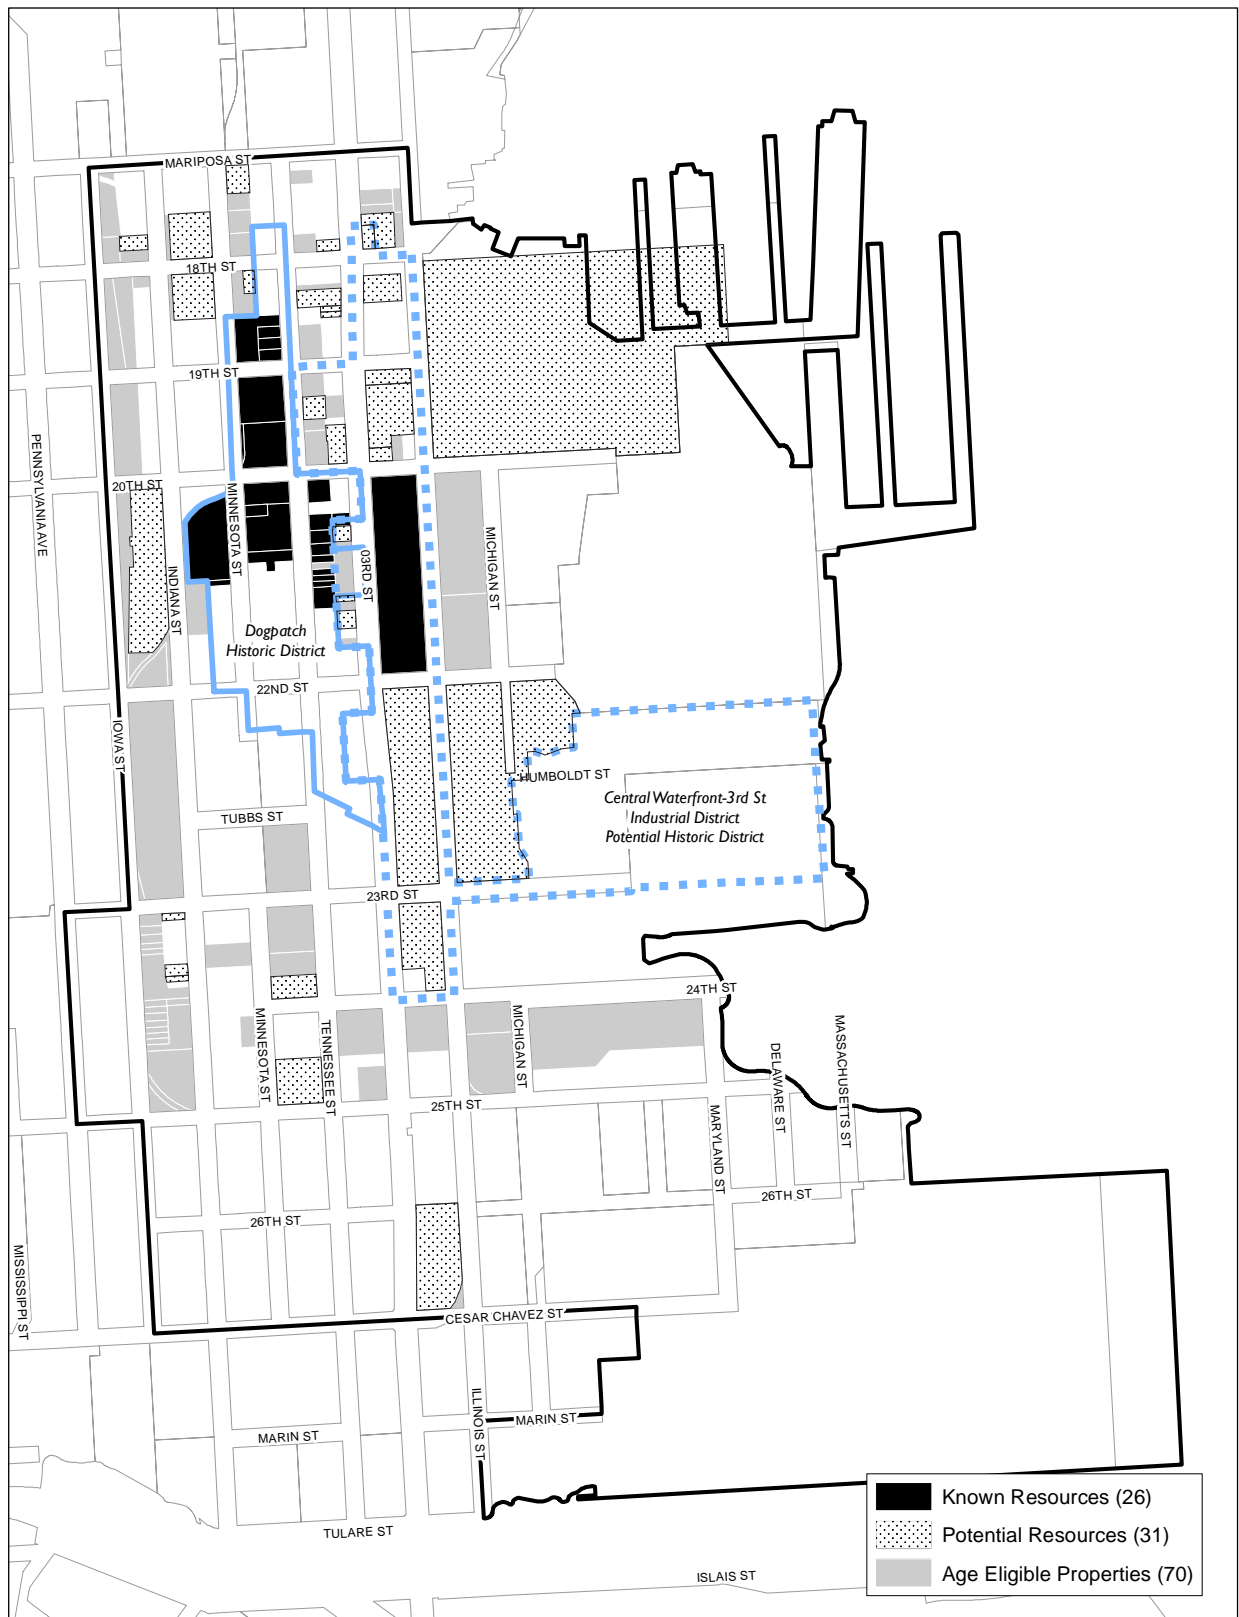 MARIPOSA ST
18TH ST
19TH ST
PENNSYLVANIA AVE
20TH ST
MINNESOTA ST
INDIANA ST
03RD ST
MICHIGAN ST
Dogpatch
Historic District
22ND ST
IOWA ST
HUMBOLDT ST
Central Waterfront-3rd St
Industrial District
Potential Historic District
TUBBS ST
23RD ST
24TH ST
MINNESOTA ST
TENNESSEE ST
MICHIGAN ST
DELAWARE ST
MASSACHUSETTS ST
25TH ST
MARYLAND ST
26TH ST
26TH ST
MISSISSIPPI ST
CESAR CHAVEZ ST
ILLINOIS ST
MARIN ST
MARIN ST
TULARE ST
ISLAIS ST
Known Resources (26)
Potential Resources (31)
Age Eligible Properties (70)